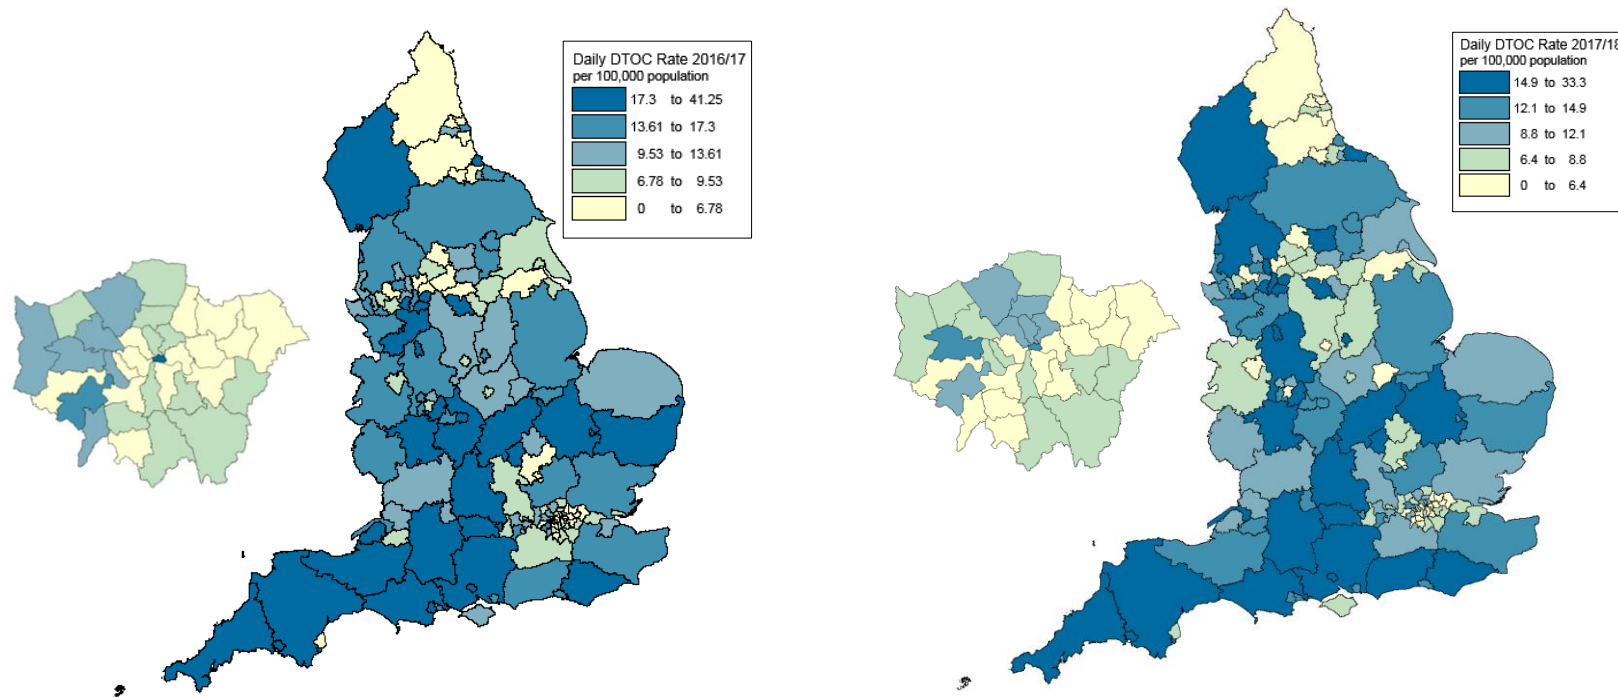 Daily DTOC Rate 2016/17
per 100,000 population
17.3 to 41.25
13.61 to 17.3
9.53 to 13.61
6.78 to 9.53
0 to 6.78
Daily DTOC Rate 2017/18
per 100,000 population
14.9 to 33.3
12.1 to 14.9
8.8 to 12.1
6.4 to 8.8
0 to 6.4